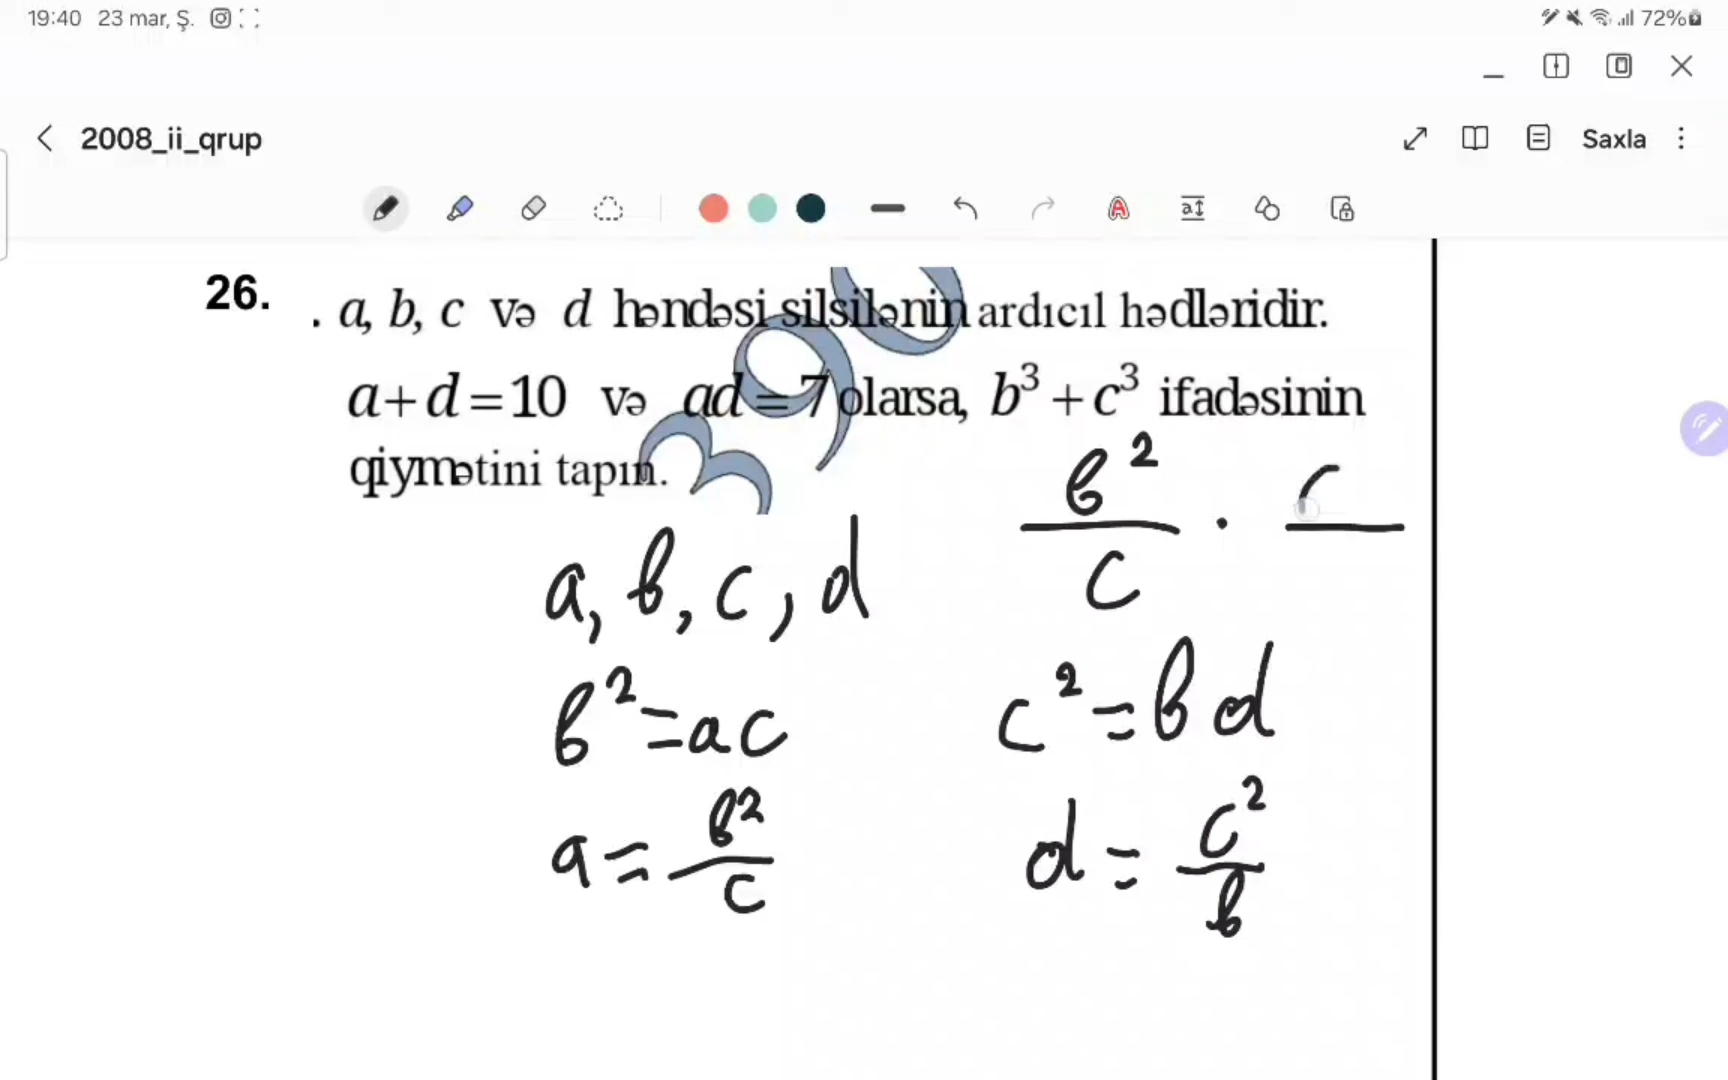 19:40 23 mar, Ş. 72%
2008_ii_qrup Saxla
26. . a, b, c və d həndəsi silsilənin ardıcıl hədləridir.
a+d=10 və ad=7 olarsa, b³+c³ ifadəsinin
qiymətini tapın.
390
b²/c · c
a, b, c, d
b²=ac c²=bd
a=b²/c d=c²/b